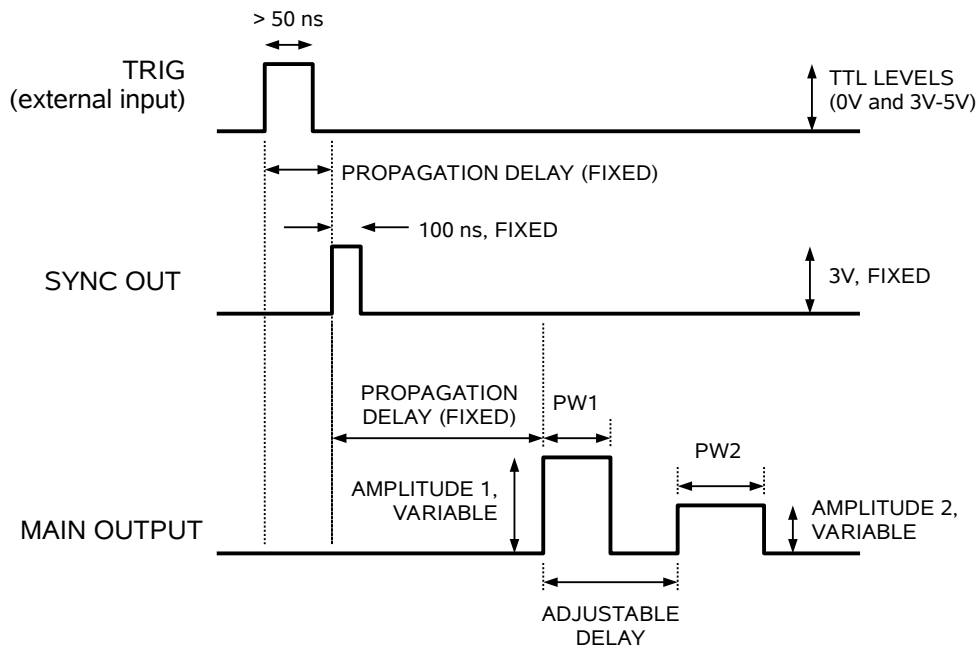 > 50 ns
TRIG
(external input)
TTL LEVELS
(0V and 3V-5V)
PROPAGATION DELAY (FIXED)
100 ns, FIXED
SYNC OUT
3V, FIXED
PROPAGATION
DELAY (FIXED)
PW1
PW2
AMPLITUDE 1,
VARIABLE
MAIN OUTPUT
AMPLITUDE 2,
VARIABLE
ADJUSTABLE
DELAY